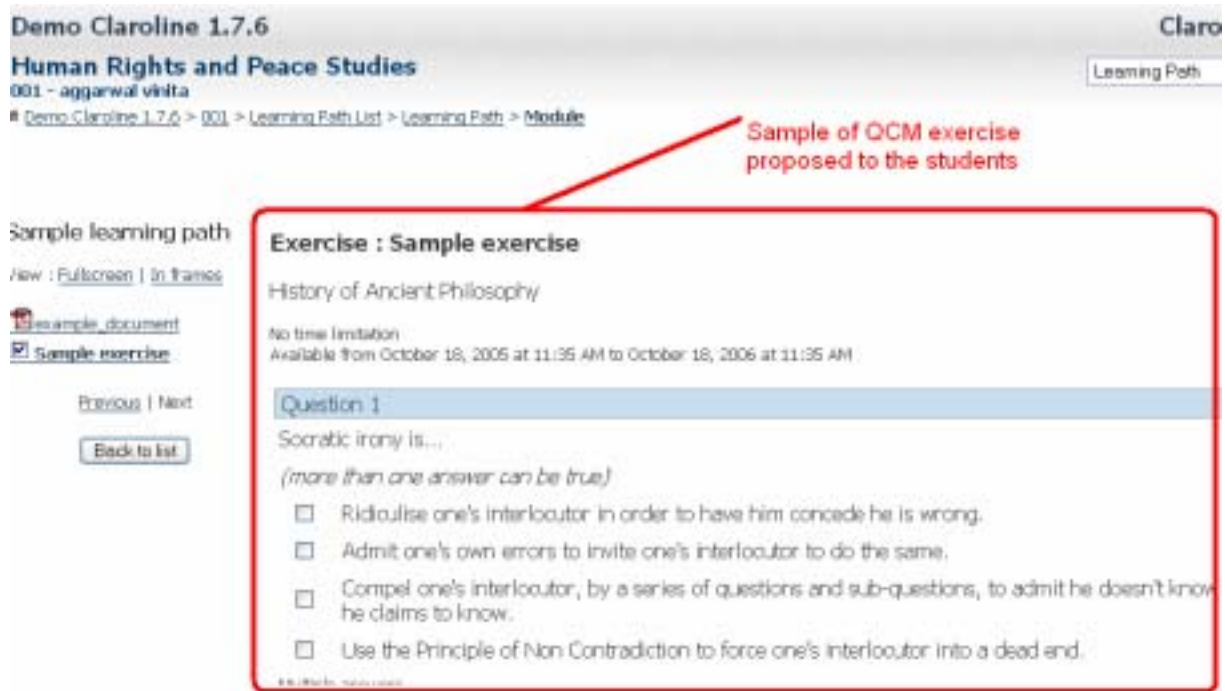 Demo Claroline 1.7.6
Claro
Human Rights and Peace Studies
001 - aggarwal vinita
Learning Path
Demo Claroline 1.7.6 > 001 > Learning Path List > Learning Path > Module
Sample of QCM exercise
proposed to the students
Sample learning path
View : Fullscreen | In frames
example_document
Sample exercise
Previous | Next
Back to list
Exercise : Sample exercise
History of Ancient Philosophy
No time limitation
Available from October 18, 2005 at 11:35 AM to October 18, 2006 at 11:35 AM
Question 1
Socratic irony is...
(more than one answer can be true)
Ridiculise one's interlocutor in order to have him concede he is wrong.
Admit one's own errors to invite one's interlocutor to do the same.
Compel one's interlocutor, by a series of questions and sub-questions, to admit he doesn't know
he claims to know.
Use the Principle of Non Contradiction to force one's interlocutor into a dead end.